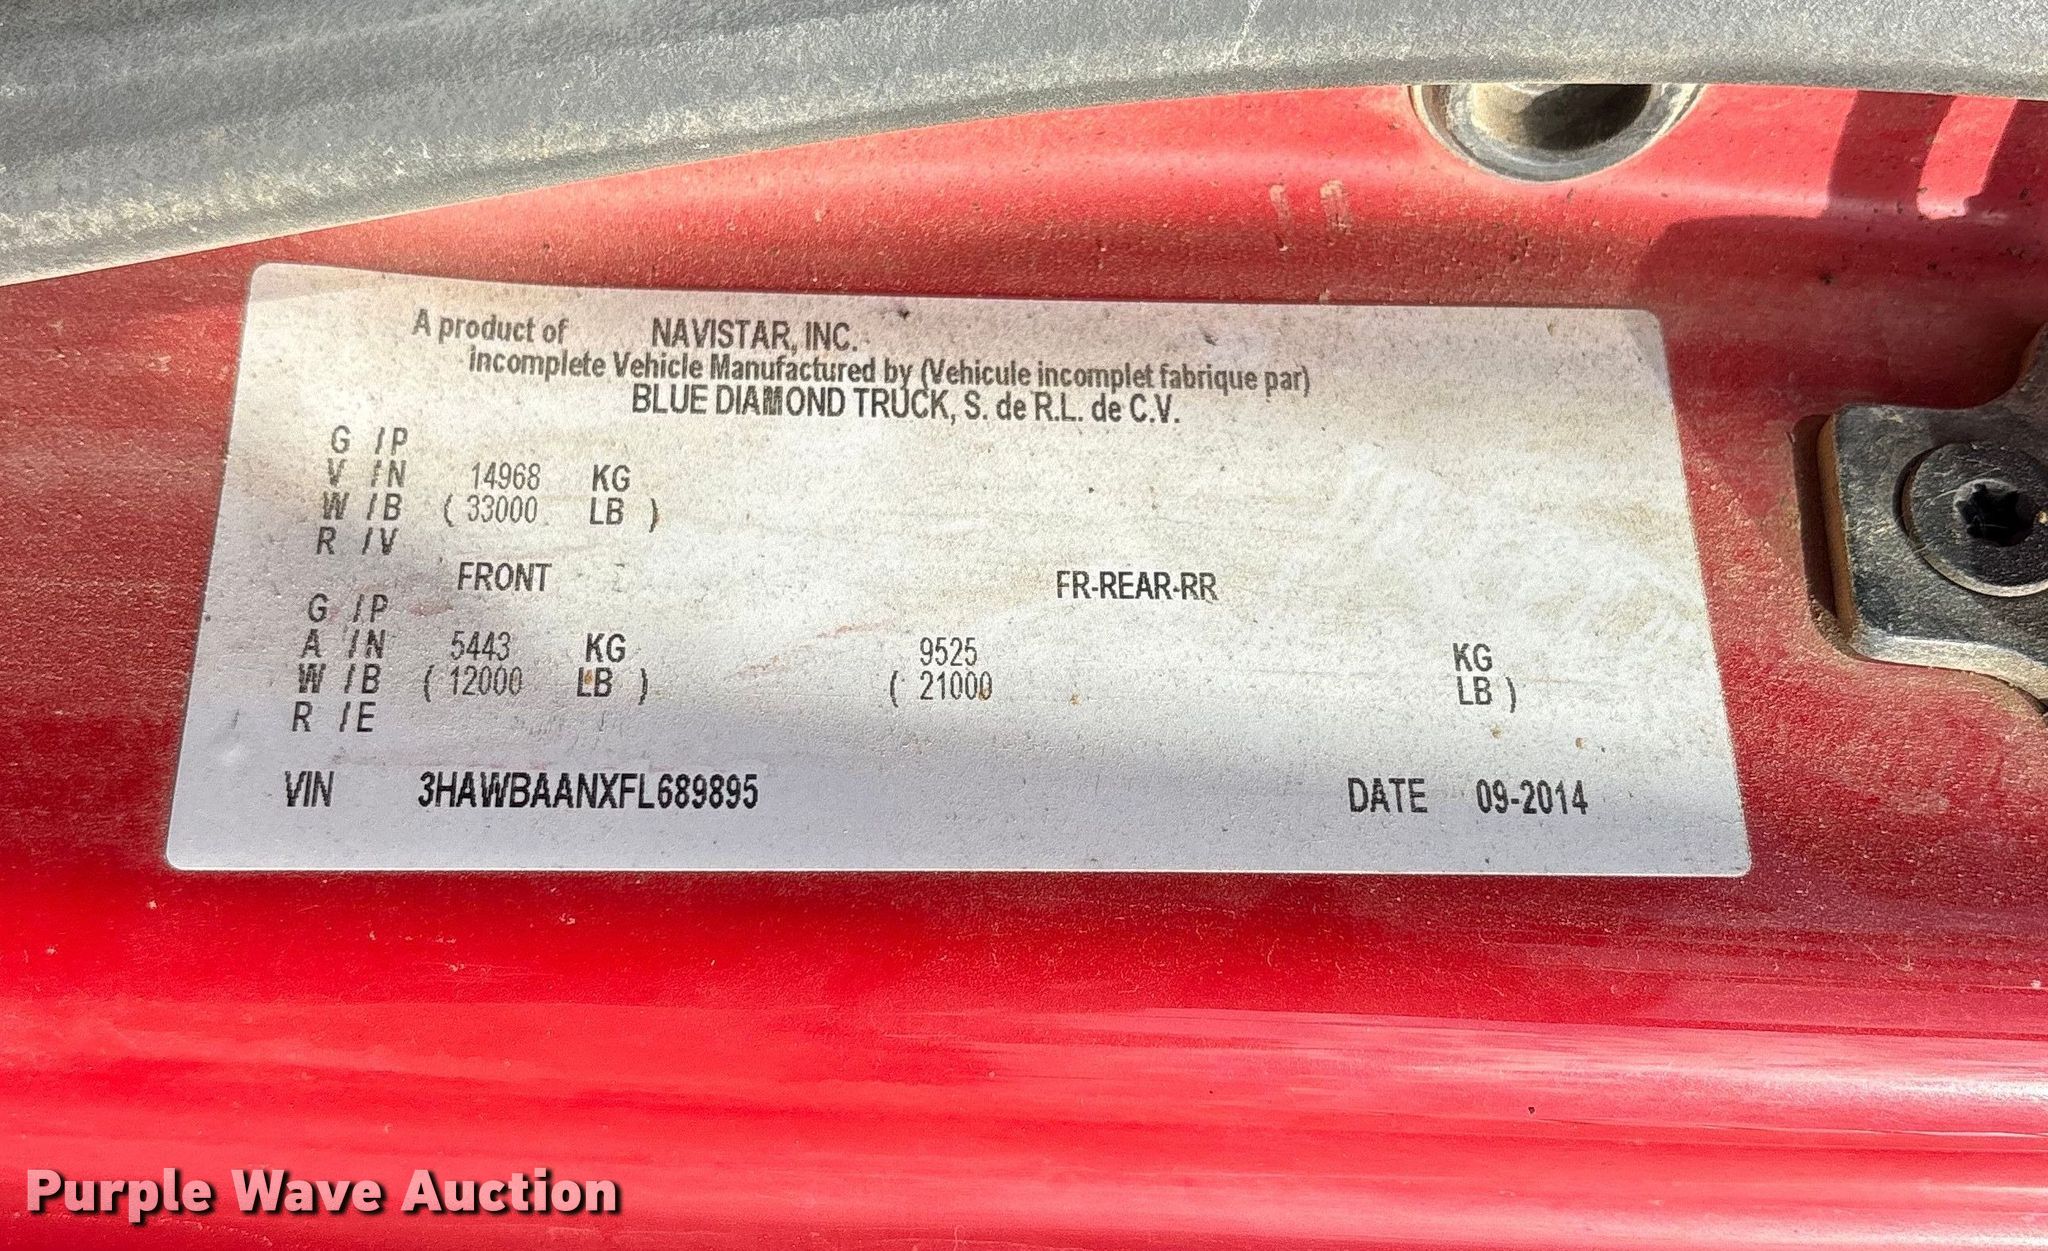 A product of NAVISTAR, INC.
incomplete Vehicle Manufactured by (Vehicule incomplet fabrique par)
BLUE DIAMOND TRUCK, S. de R.L. de C.V.
G /P
V /N 14968 KG
W /B ( 33000 LB )
R /V
FRONT FR-REAR-RR
G /P
A /N 5443 KG 9525 KG
W /B ( 12000 LB ) ( 21000 LB )
R /E
VIN 3HAWBAANXFL689895 DATE 09-2014
Purple Wave Auction